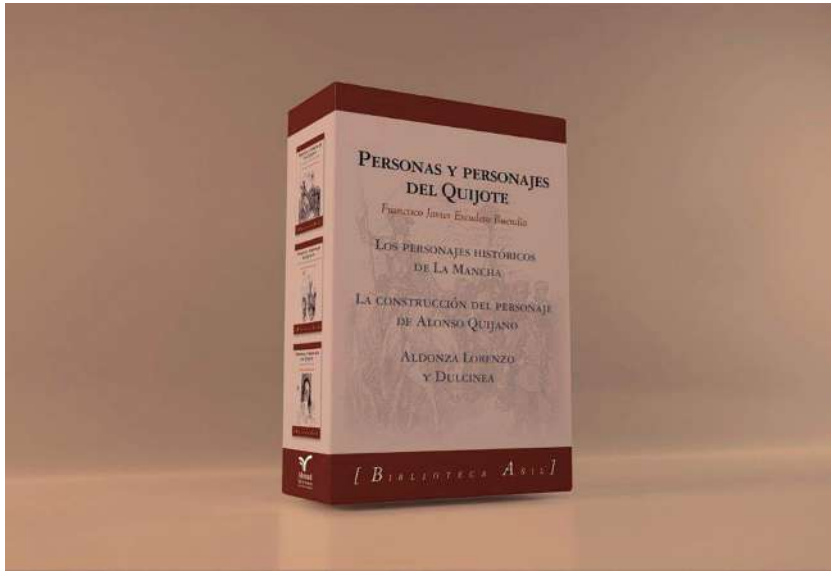 PERSONAS Y PERSONAJES
DEL QUIJOTE
Francisco Javier Escudero Buendía
LOS PERSONAJES HISTÓRICOS
DE LA MANCHA
LA CONSTRUCCIÓN DEL PERSONAJE
DE ALONSO QUIJANO
ALDONZA LORENZO
Y DULCINEA
[ BIBLIOTECA AÑIL ]